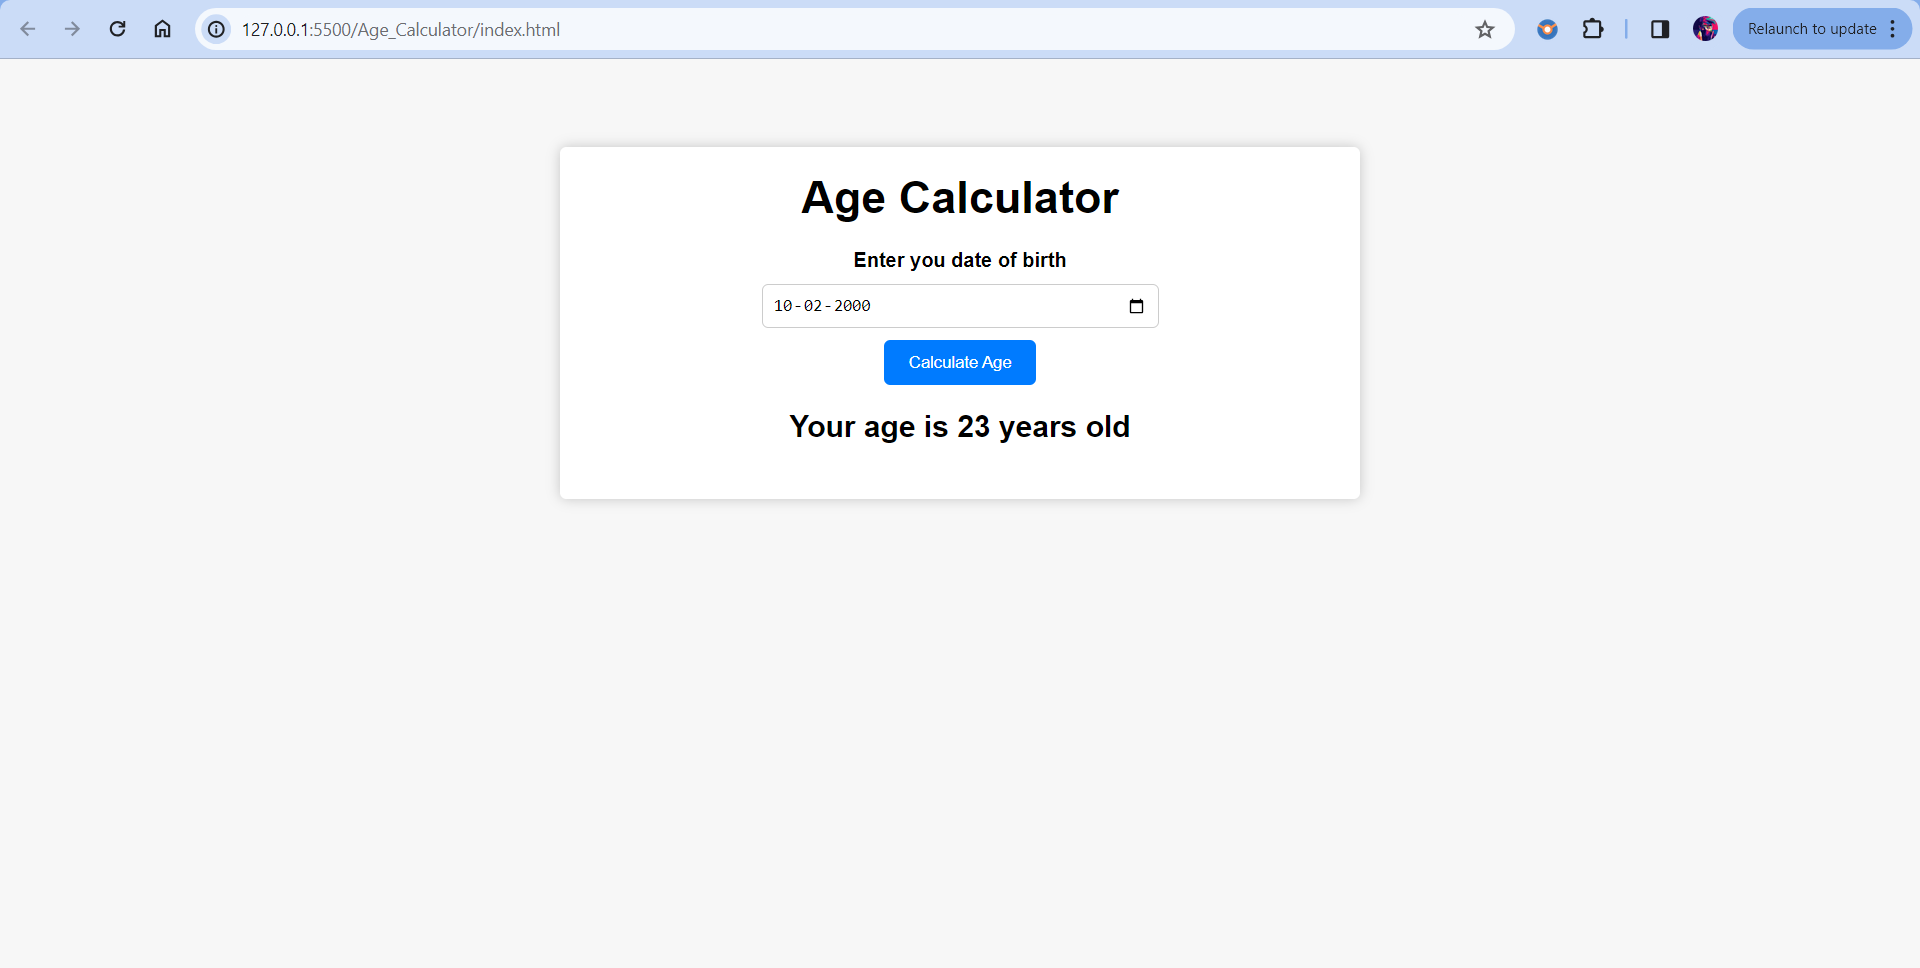 127.0.0.1:5500/Age_Calculator/index.html
Relaunch to update
Age Calculator
Enter you date of birth
10-02-2000
Calculate Age
Your age is 23 years old